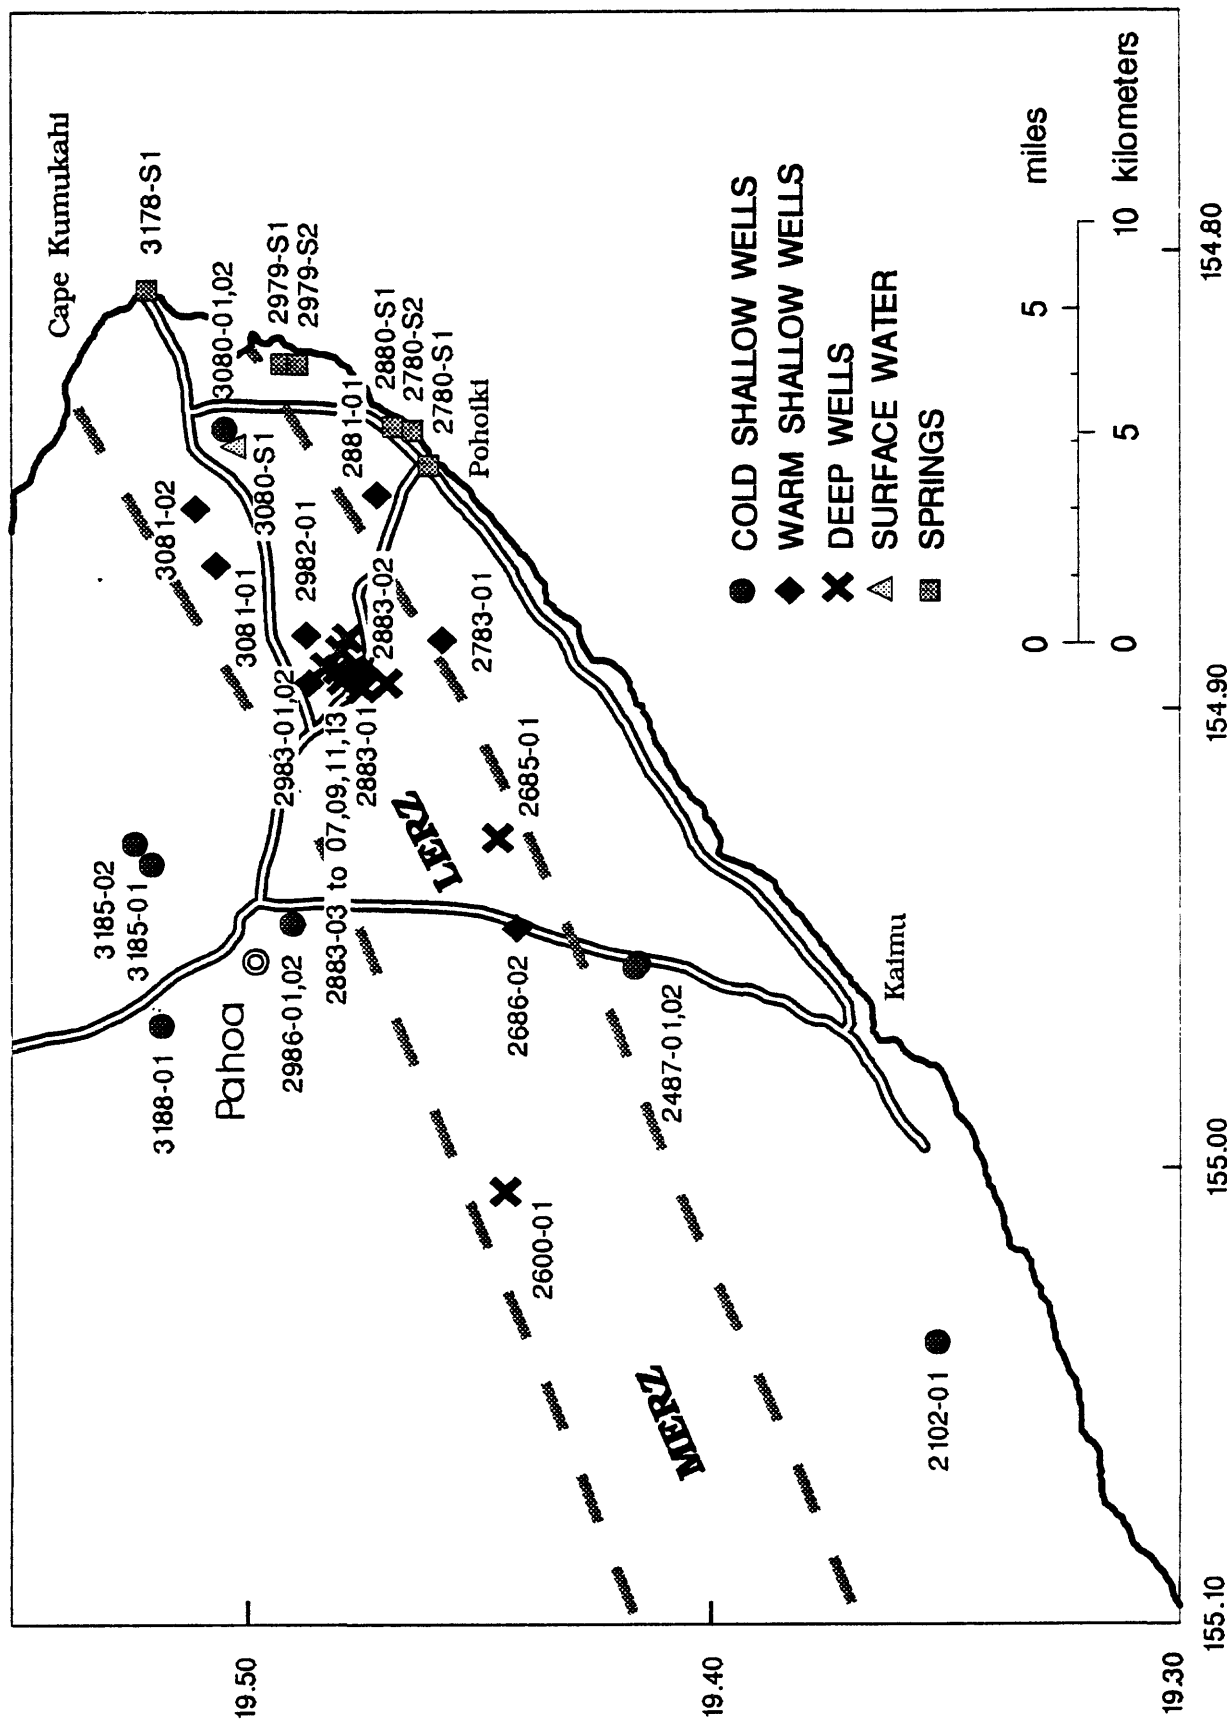 Cape Kumukahi
3178-S1
3185-02
3185-01
3188-01
3081-02
3080-01,02
3080-S1
3081-01
2979-S1
2979-S2
Pahoa
2986-01,02
2982-01
2983-01,02
2880-S1
2780-S2
2780-S1
2881-01
Pohoiki
2883-02
2883-03 to 07,09,11,13
2883-01
2783-01
LERZ
2685-01
2686-02
2600-01
2487-01,02
MERZ
Kaimu
2102-01
COLD SHALLOW WELLS
WARM SHALLOW WELLS
DEEP WELLS
SURFACE WATER
SPRINGS
0 5 miles
0 5 10 kilometers
19.50
19.40
19.30
155.10 155.00 154.90 154.80